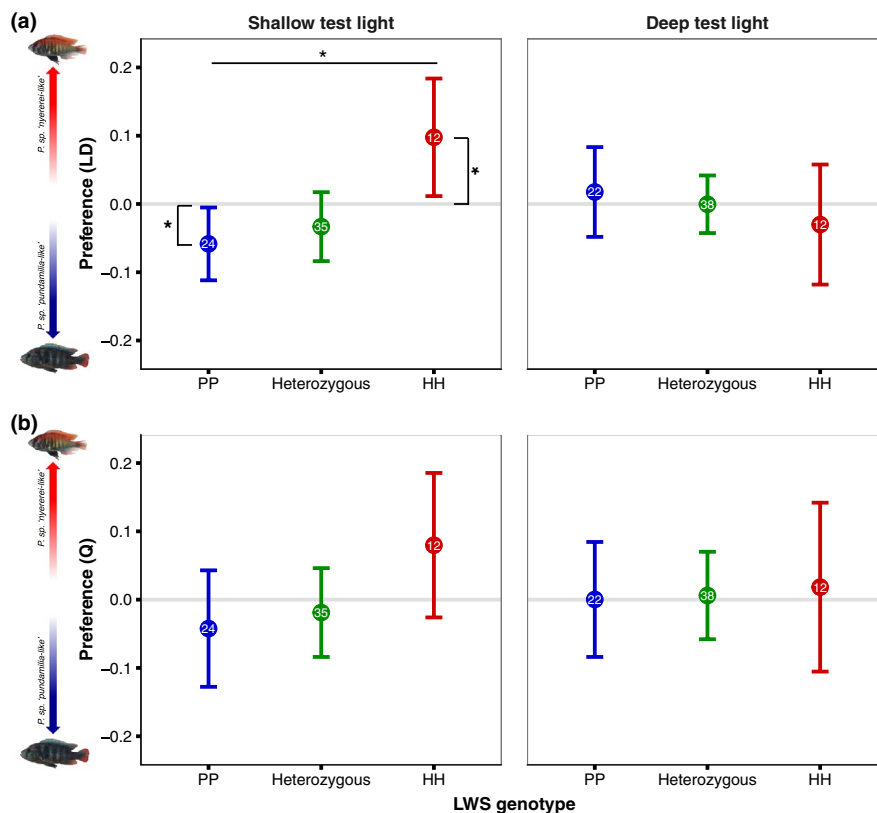 (a)
Shallow test light
Deep test light
P. sp. 'nyererei-like'
P. sp. 'pundamilia-like'
Preference (LD)
0.2
0.1
0.0
−0.1
−0.2
*
*
*
24
35
12
22
38
12
PP
Heterozygous
HH
PP
Heterozygous
HH
(b)
P. sp. 'nyererei-like'
P. sp. 'pundamilia-like'
Preference (Q)
0.2
0.1
0.0
−0.1
−0.2
24
35
12
22
38
12
PP
Heterozygous
HH
PP
Heterozygous
HH
LWS genotype